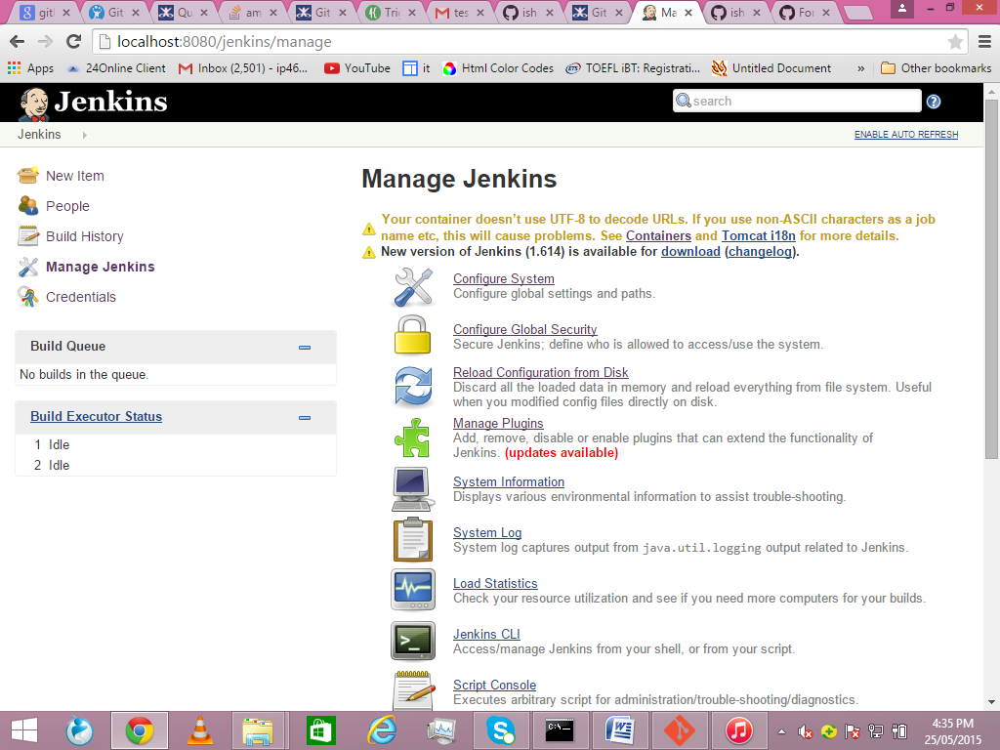 gitl
Git
Qu
am
Git
Tri
tes
ish
Git
Ma
ish
For
localhost:8080/jenkins/manage
Apps
24Online Client
Inbox (2,501) - ip46...
YouTube
it
Html Color Codes
TOEFL iBT: Registrati...
Untitled Document
»
Other bookmarks
Jenkins
search
?
Jenkins
ENABLE AUTO REFRESH
New Item
People
Build History
Manage Jenkins
Credentials
Build Queue
No builds in the queue.
Build Executor Status
1 Idle
2 Idle
Manage Jenkins
Your container doesn't use UTF-8 to decode URLs. If you use non-ASCII characters as a job
name etc, this will cause problems. See Containers and Tomcat i18n for more details.
New version of Jenkins (1.614) is available for download (changelog).
Configure System
Configure global settings and paths.
Configure Global Security
Secure Jenkins; define who is allowed to access/use the system.
Reload Configuration from Disk
Discard all the loaded data in memory and reload everything from file system. Useful
when you modified config files directly on disk.
Manage Plugins
Add, remove, disable or enable plugins that can extend the functionality of
Jenkins. (updates available)
System Information
Displays various environmental information to assist trouble-shooting.
System Log
System log captures output from java.util.logging output related to Jenkins.
Load Statistics
Check your resource utilization and see if you need more computers for your builds.
Jenkins CLI
Access/manage Jenkins from your shell, or from your script.
Script Console
Executes arbitrary script for administration/trouble-shooting/diagnostics.
4:35 PM
25/05/2015